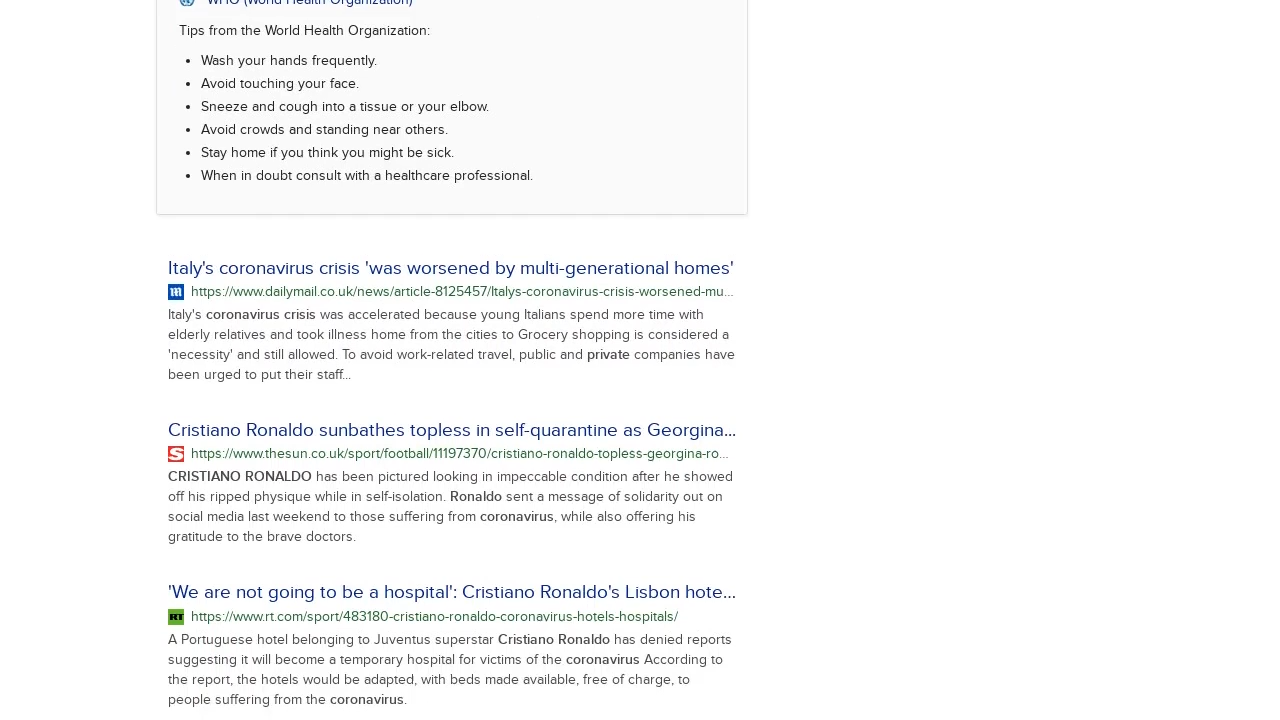 WHO (World Health Organization)
Tips from the World Health Organization:
• Wash your hands frequently.
• Avoid touching your face.
• Sneeze and cough into a tissue or your elbow.
• Avoid crowds and standing near others.
• Stay home if you think you might be sick.
• When in doubt consult with a healthcare professional.
Italy's coronavirus crisis 'was worsened by multi-generational homes'
https://www.dailymail.co.uk/news/article-8125457/Italys-coronavirus-crisis-worsened-mu...
Italy's coronavirus crisis was accelerated because young Italians spend more time with
elderly relatives and took illness home from the cities to Grocery shopping is considered a
'necessity' and still allowed. To avoid work-related travel, public and private companies have
been urged to put their staff...
Cristiano Ronaldo sunbathes topless in self-quarantine as Georgina...
https://www.thesun.co.uk/sport/football/11197370/cristiano-ronaldo-topless-georgina-ro...
CRISTIANO RONALDO has been pictured looking in impeccable condition after he showed
off his ripped physique while in self-isolation. Ronaldo sent a message of solidarity out on
social media last weekend to those suffering from coronavirus, while also offering his
gratitude to the brave doctors.
'We are not going to be a hospital': Cristiano Ronaldo's Lisbon hote...
RT https://www.rt.com/sport/483180-cristiano-ronaldo-coronavirus-hotels-hospitals/
A Portuguese hotel belonging to Juventus superstar Cristiano Ronaldo has denied reports
suggesting it will become a temporary hospital for victims of the coronavirus According to
the report, the hotels would be adapted, with beds made available, free of charge, to
people suffering from the coronavirus.